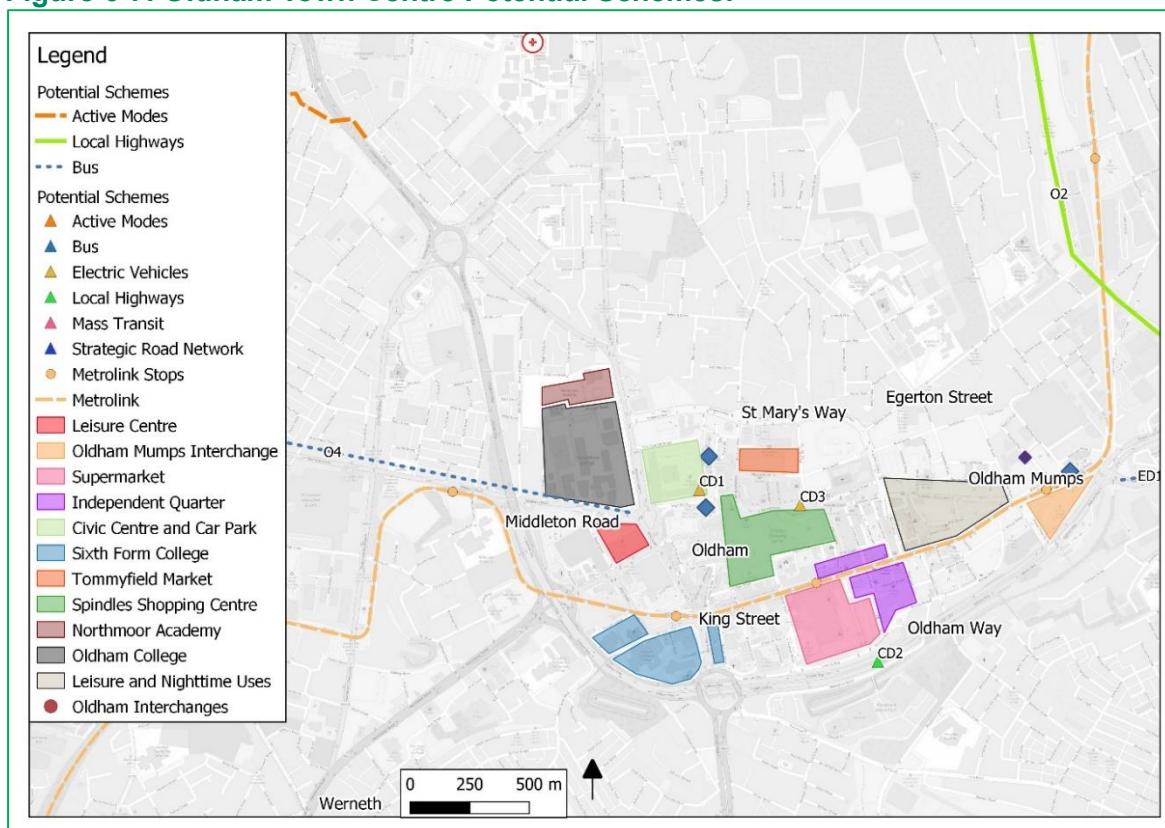 Figure 6-7: Oldham Town Centre Potential Schemes.
Legend
Potential Schemes
Active Modes
Local Highways
Bus
Potential Schemes
Active Modes
Bus
Electric Vehicles
Local Highways
Mass Transit
Strategic Road Network
Metrolink Stops
Metrolink
Leisure Centre
Oldham Mumps Interchange
Supermarket
Independent Quarter
Civic Centre and Car Park
Sixth Form College
Tommyfield Market
Spindles Shopping Centre
Northmoor Academy
Oldham College
Leisure and Nighttime Uses
Oldham Interchanges
O2
Egerton Street
St Mary's Way
O4
CD1
Oldham Mumps
ED1
CD3
Middleton Road
Oldham
King Street
Oldham Way
CD2
0 250 500 m
Werneth